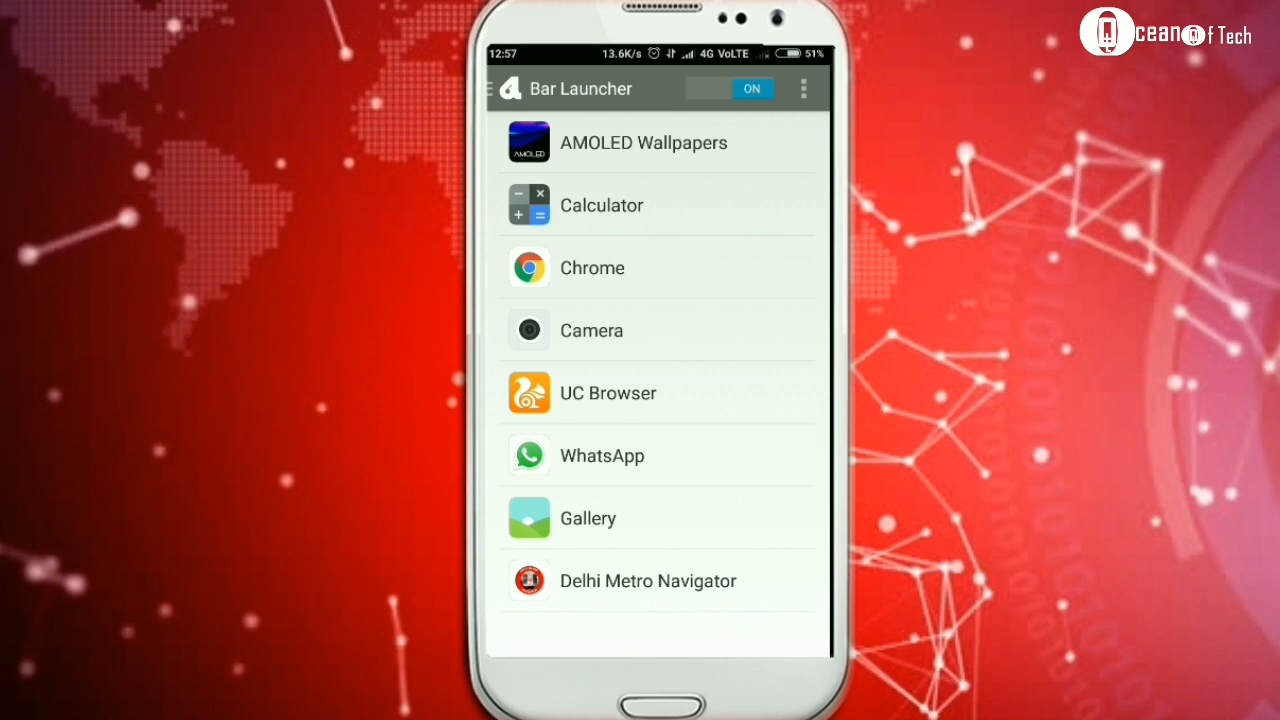 Ocean Of Tech
12:57 13.6K/s 4G VoLTE 51%
Bar Launcher ON
AMOLED
AMOLED Wallpapers
Calculator
Chrome
Camera
UC Browser
WhatsApp
Gallery
Delhi Metro Navigator